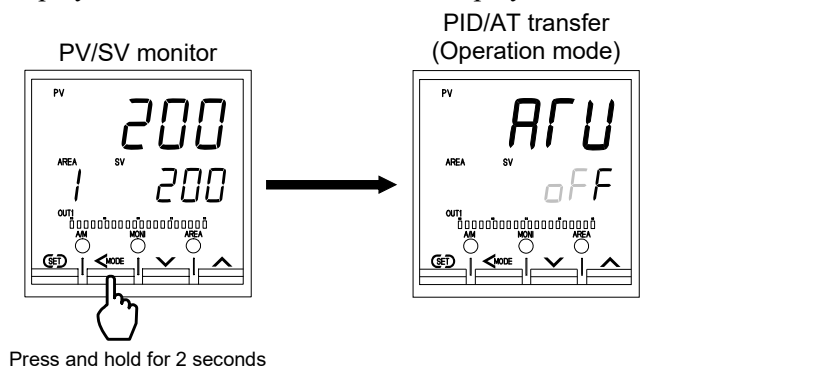 PV/SV monitor
PV
200
AREA SV
1 200
OUT1
A/M MONI AREA
SET <MODE
Press and hold for 2 seconds
PID/AT transfer
(Operation mode)
PV
ATU
AREA SV
oFF
OUT1
A/M MONI AREA
SET <MODE